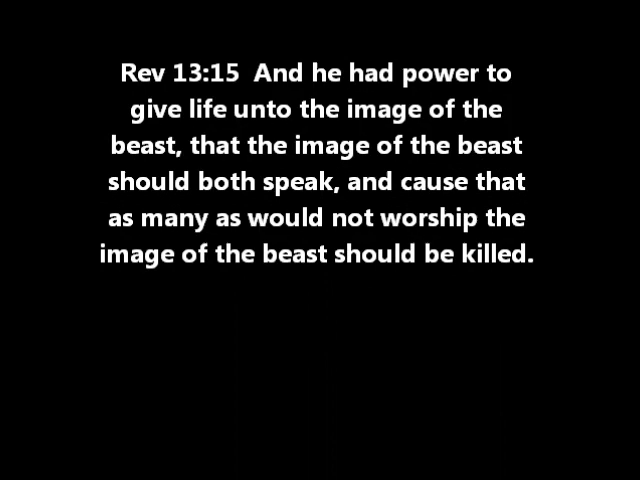 Rev 13:15  And he had power to
give life unto the image of the
beast, that the image of the beast
should both speak, and cause that
as many as would not worship the
image of the beast should be killed.